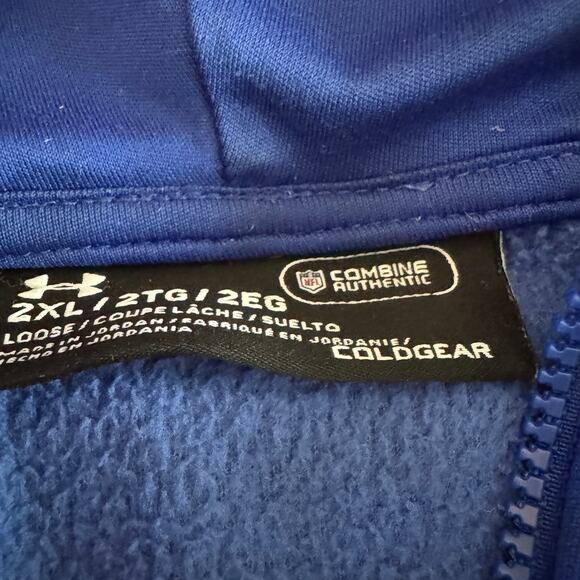 NFL
COMBINE
AUTHENTIC
2XL / 2TG / 2EG
LOOSE / COUPE LÂCHE / SUELTO
MADE IN JORDAN / FABRIQUÉ EN JORDANIE /
HECHO EN JORDANIA
COLDGEAR